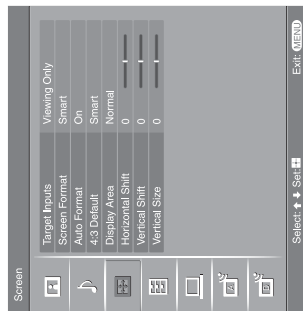 Screen
Target Inputs Viewing Only
Screen Format Smart
Auto Format On
4:3 Default Smart
Display Area Normal
Horizontal Shift 0
Vertical Shift 0
Vertical Size 0
Select: Set: Exit: MENU